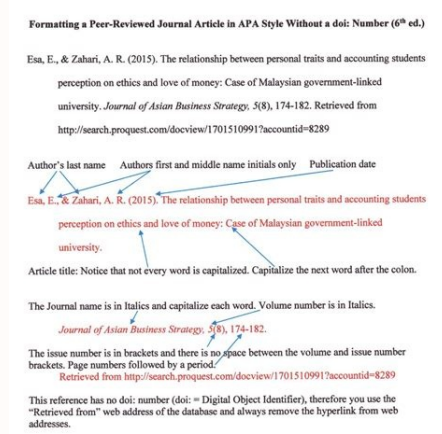 Formatting a Peer-Reviewed Journal Article in APA Style Without a doi: Number (6th ed.)
Esa, E., & Zahari, A. R. (2015). The relationship between personal traits and accounting students
perception on ethics and love of money: Case of Malaysian government-linked
university. Journal of Asian Business Strategy, 5(8), 174-182. Retrieved from
http://search.proquest.com/docview/1701510991?accountid=8289
Author's last name Authors first and middle name initials only Publication date
Esa, E., & Zahari, A. R. (2015). The relationship between personal traits and accounting students
perception on ethics and love of money: Case of Malaysian government-linked
university.
Article title: Notice that not every word is capitalized. Capitalize the next word after the colon.
The Journal name is in Italics and capitalize each word. Volume number is in Italics.
Journal of Asian Business Strategy, 5(8), 174-182.
The issue number is in brackets and there is no space between the volume and issue number
brackets. Page numbers followed by a period.
Retrieved from http://search.proquest.com/docview/1701510991?accountid=8289
This reference has no doi: number (doi: = Digital Object Identifier), therefore you use the
"Retrieved from" web address of the database and always remove the hyperlink from web
addresses.